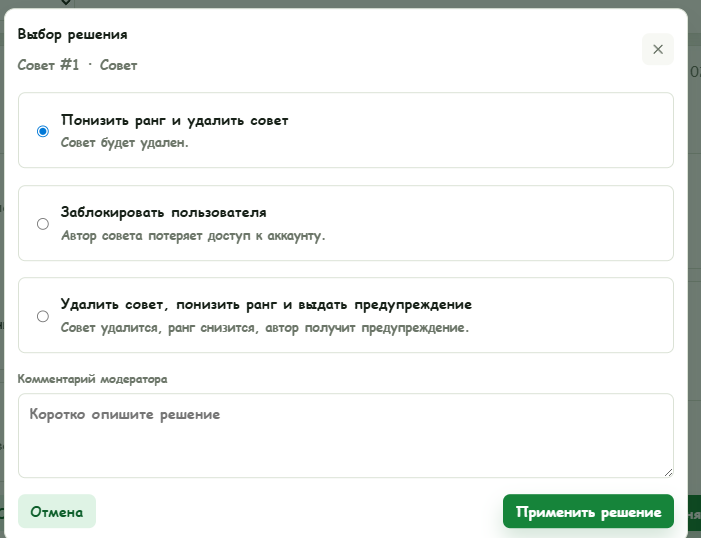 Выбор решения
Совет #1 · Совет
Понизить ранг и удалить совет
Совет будет удален.
Заблокировать пользователя
Автор совета потеряет доступ к аккаунту.
Удалить совет, понизить ранг и выдать предупреждение
Совет удалится, ранг снизится, автор получит предупреждение.
Комментарий модератора
Коротко опишите решение
Отмена
Применить решение